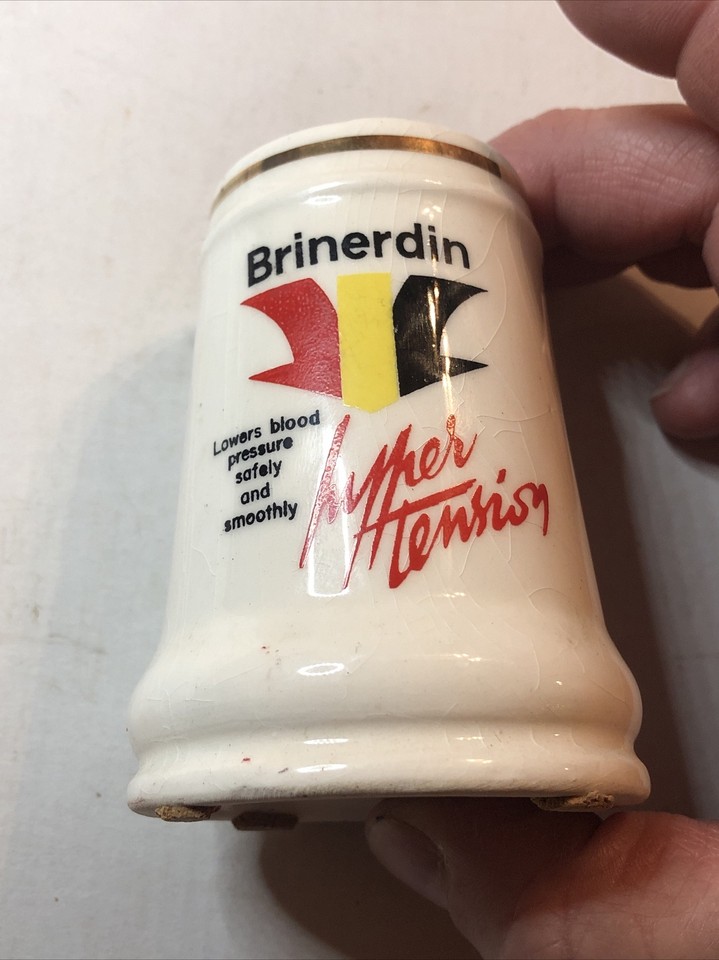 Brinerdin
Lowers blood
pressure
safely
and
smoothly
Hyper
Tension